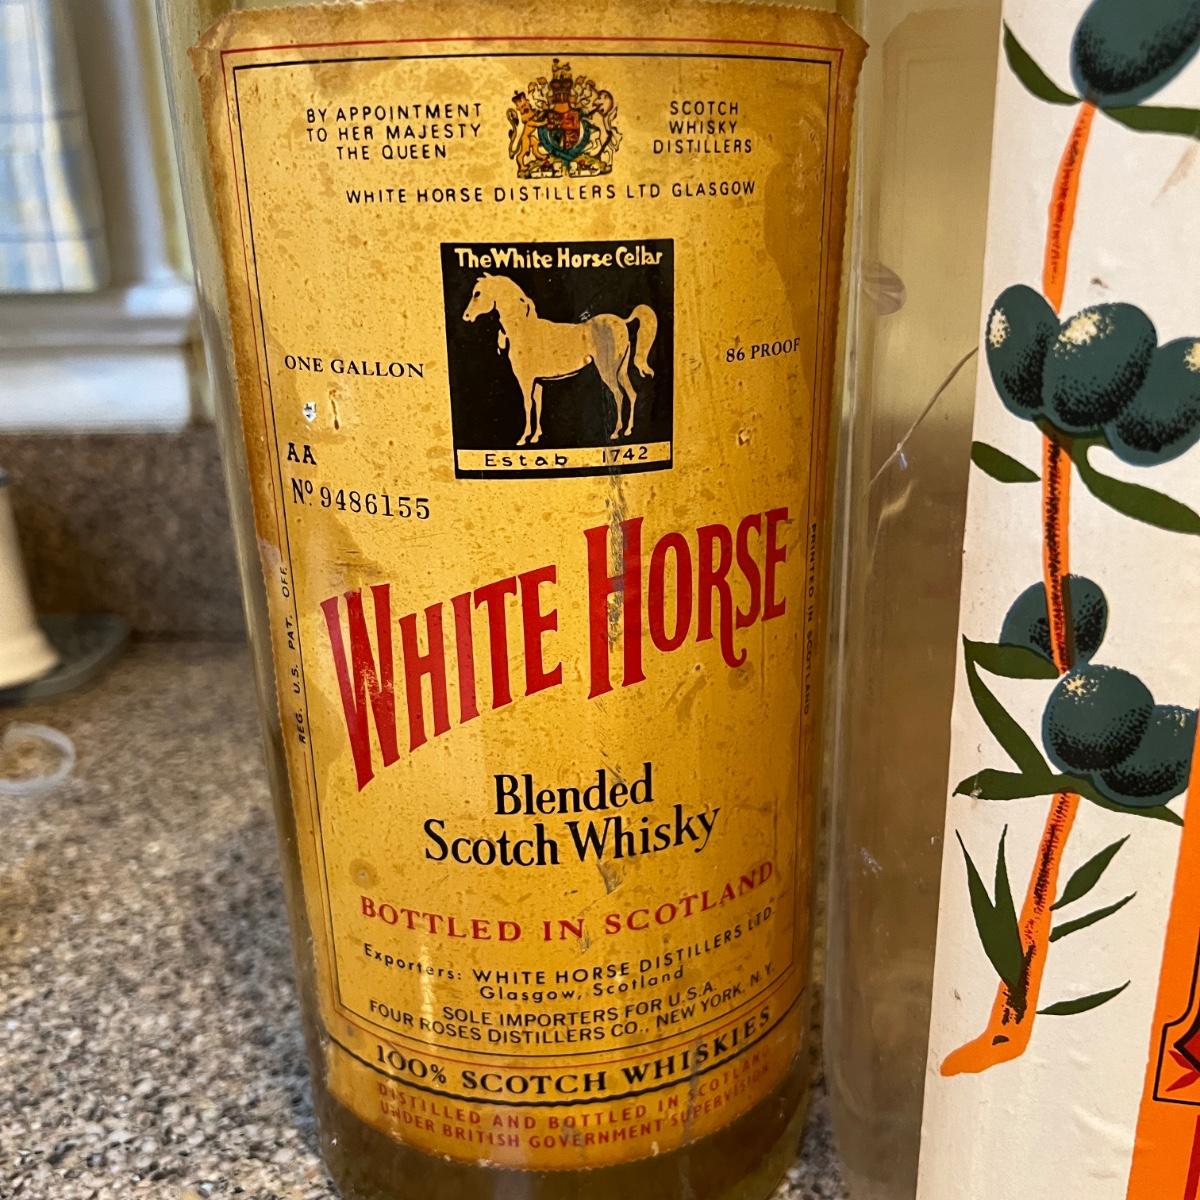 BY APPOINTMENT
TO HER MAJESTY
THE QUEEN
SCOTCH
WHISKY
DISTILLERS
WHITE HORSE DISTILLERS LTD GLASGOW
The White Horse Cellar
Estab 1742
ONE GALLON
86 PROOF
AA
Nº 9486155
WHITE HORSE
REG. U.S. PAT. OFF.
PRINTED IN SCOTLAND
Blended
Scotch Whisky
BOTTLED IN SCOTLAND
Exporters: WHITE HORSE DISTILLERS LTD.
Glasgow, Scotland
SOLE IMPORTERS FOR U.S.A.
FOUR ROSES DISTILLERS CO., NEW YORK, N.Y.
100% SCOTCH WHISKIES
DISTILLED AND BOTTLED IN SCOTLAND
UNDER BRITISH GOVERNMENT SUPERVISION